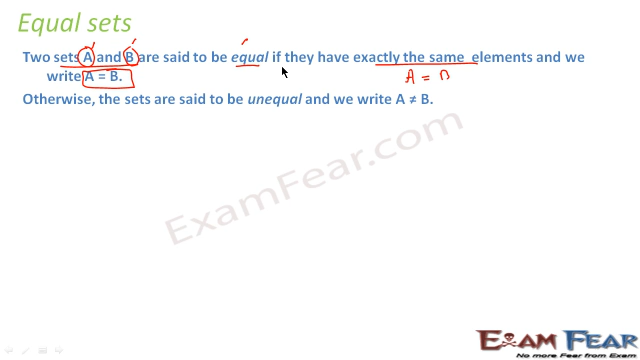 Equal sets
Two sets A and B are said to be equal if they have exactly the same elements and we
write A = B.
A = B
Otherwise, the sets are said to be unequal and we write A ≠ B.
ExamFear.com
EXAM FEAR
No more Fear from Exam